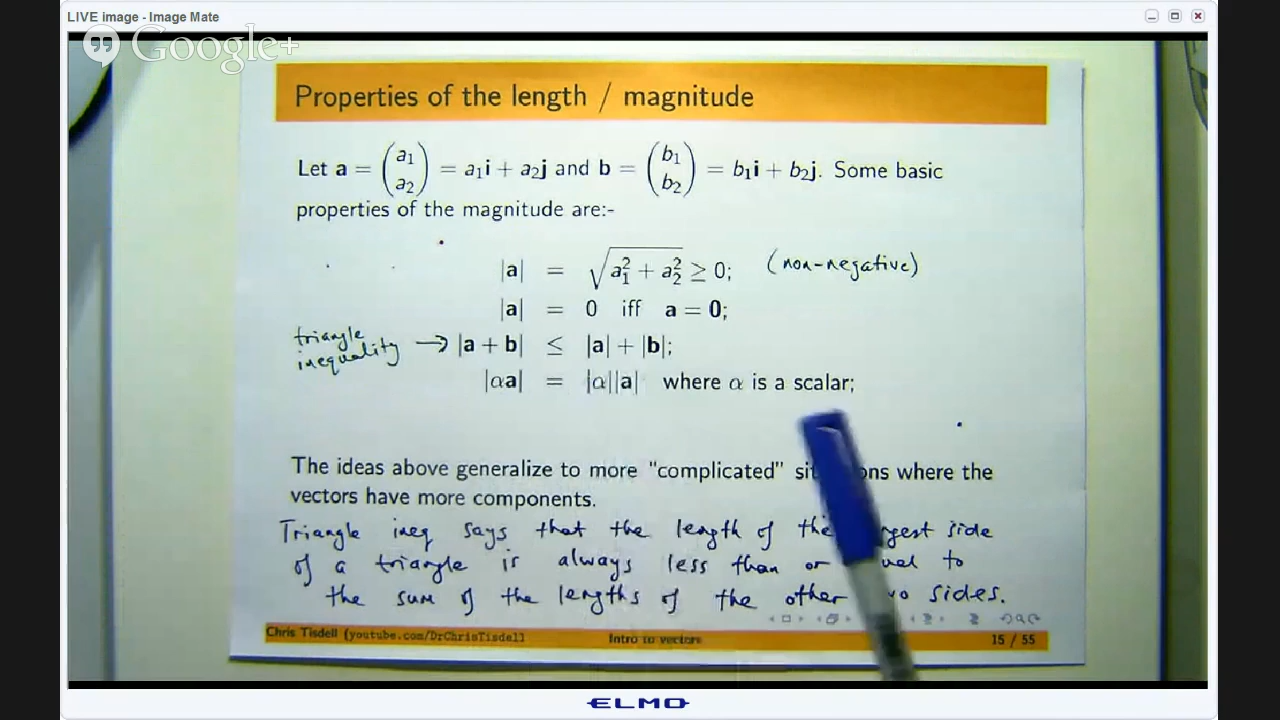 LIVE image - Image Mate
Google+
Properties of the length / magnitude
Let a = (a₁ a₂) = a₁i + a₂j and b = (b₁ b₂) = b₁i + b₂j. Some basic
properties of the magnitude are:-
|a| = √(a₁² + a₂²) ≥ 0; (non-negative)
|a| = 0 iff a = 0;
triangle
inequality → |a + b| ≤ |a| + |b|;
|αa| = |α||a| where α is a scalar;
The ideas above generalize to more "complicated" where the
vectors have more components.
Triangle ineq says that the length of the side
of a triangle is always less than or to
the sum of the lengths of the other sides.
Chris Tisdell (youtube.com/DrChrisTisdell Intro to vectors 15 / 55
ELMO